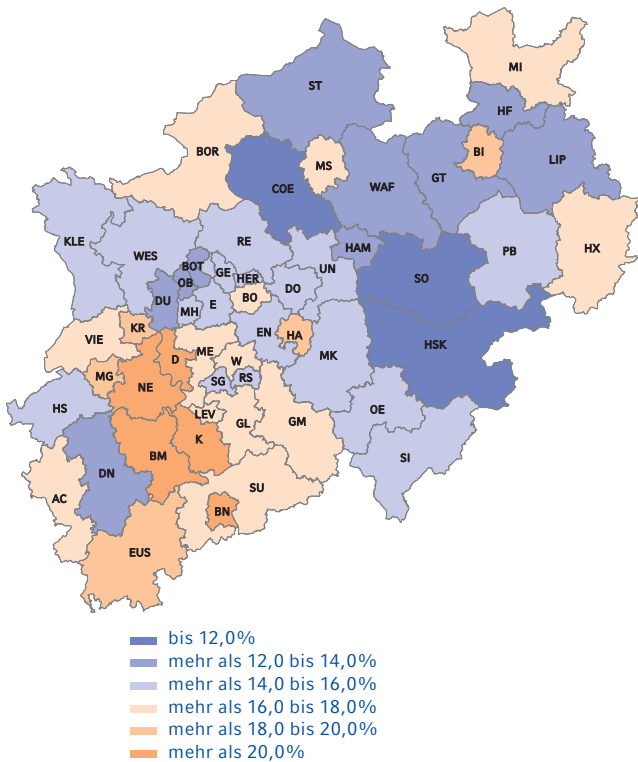 MI
ST
HF
BOR
MS
BI
LIP
GT
COE
WAF
KLE
RE
HAM
PB
HX
WES
BOT
GE
UN
OB
HER
SO
DO
DU
BO
MH
E
KR
EN
HA
VIE
HSK
D
ME
MK
W
MG
SG
RS
NE
HS
LEV
OE
GL
GM
K
BM
SI
DN
SU
AC
BN
EUS
bis 12,0%
mehr als 12,0 bis 14,0%
mehr als 14,0 bis 16,0%
mehr als 16,0 bis 18,0%
mehr als 18,0 bis 20,0%
mehr als 20,0%